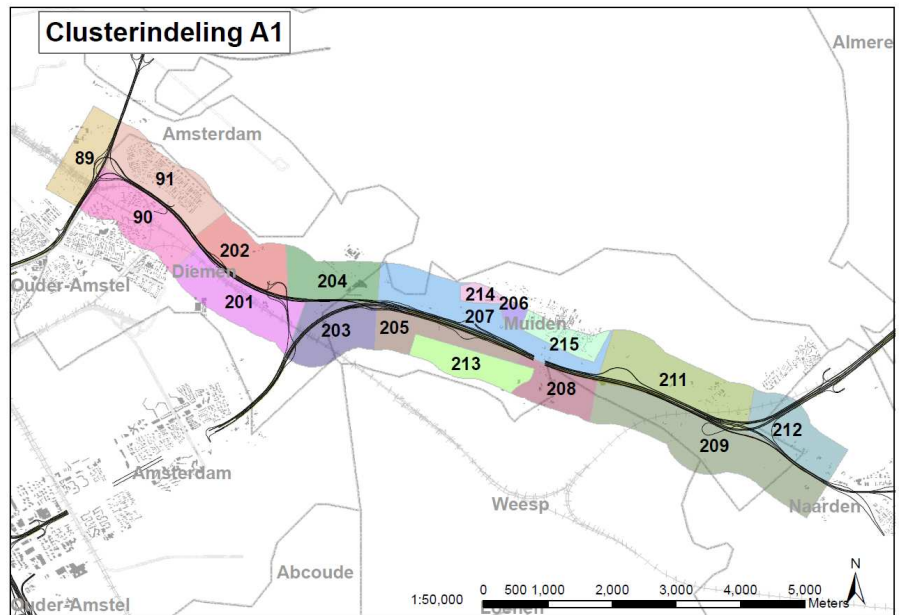 Clusterindeling A1
Almere
Amsterdam
89
91
90
202
Diemen
204
Ouder-Amstel
201
214
206
207
203
205
Muiden
215
213
208
211
212
209
Amsterdam
Weesp
Naarden
Abcoude
N
1:50,000
0 500 1,000 2,000 3,000 4,000 5,000
Meters
Ouder-Amstel